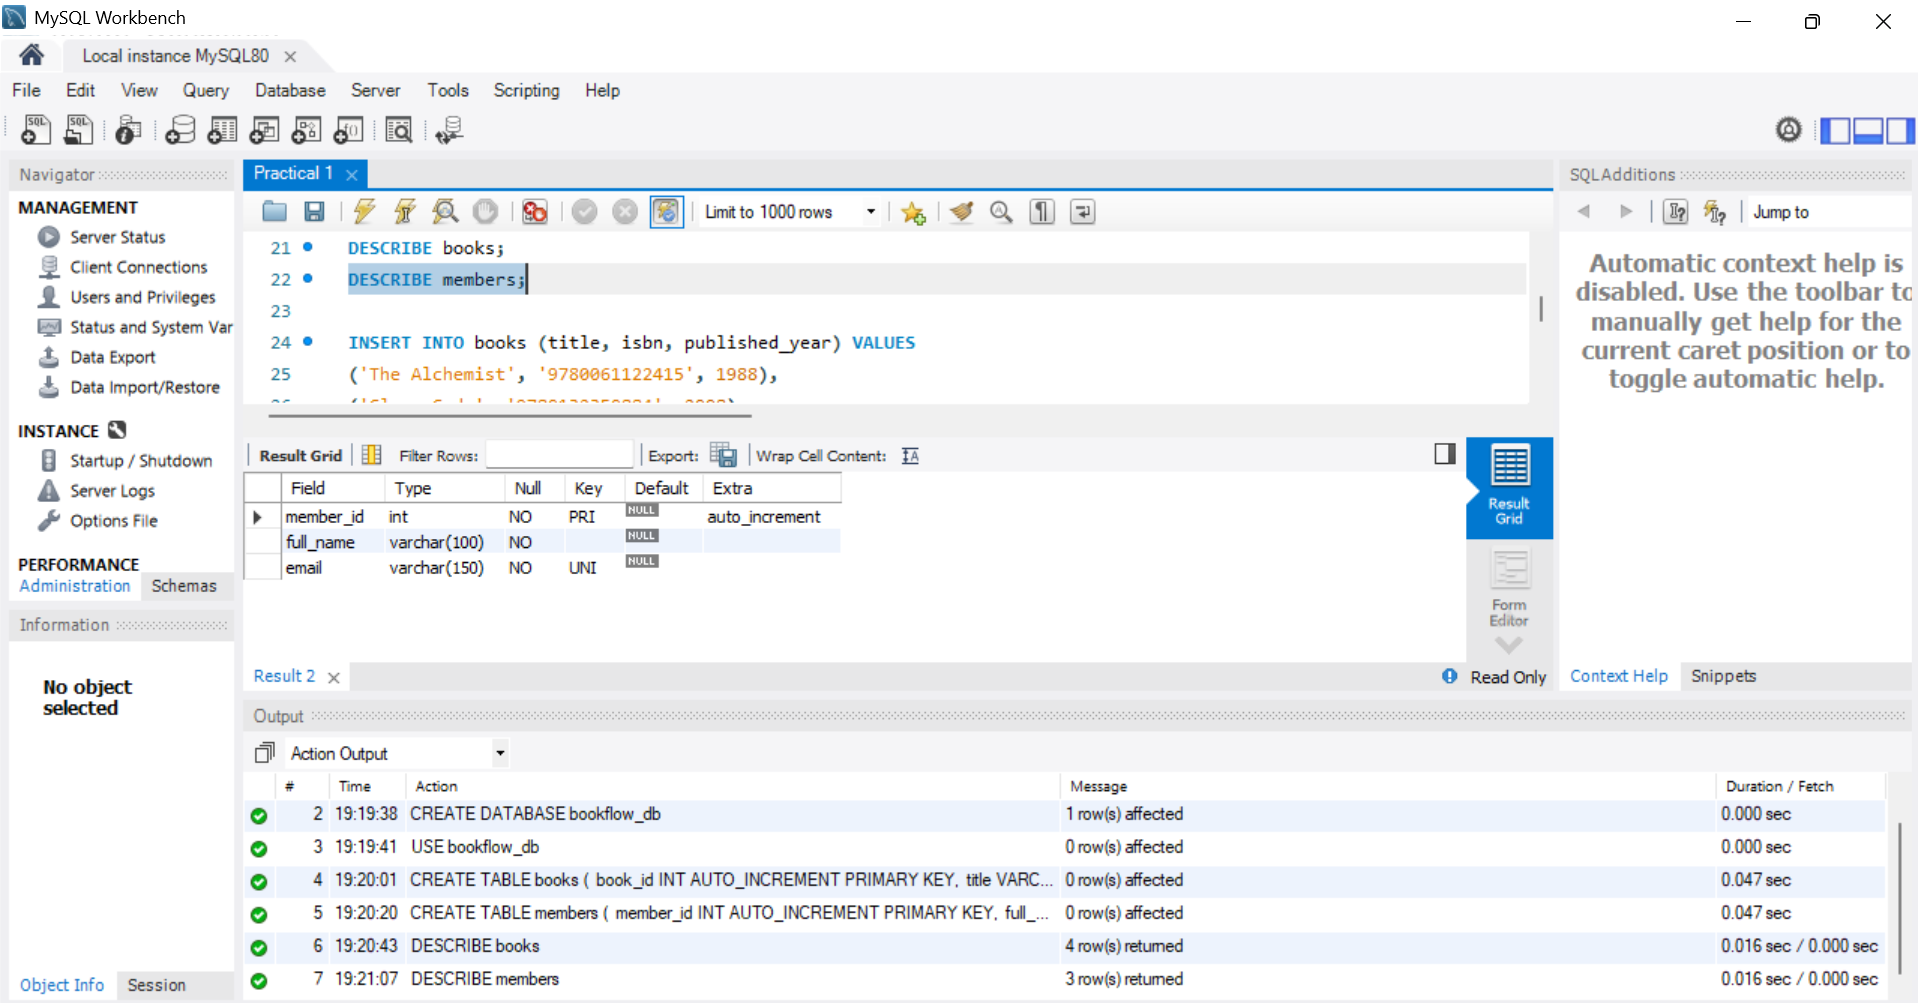 MySQL Workbench
Local instance MySQL80
File Edit View Query Database Server Tools Scripting Help
Navigator
MANAGEMENT
Server Status
Client Connections
Users and Privileges
Status and System Var
Data Export
Data Import/Restore
INSTANCE
Startup / Shutdown
Server Logs
Options File
PERFORMANCE
Administration Schemas
Information
No object
selected
Object Info Session
Practical 1
Limit to 1000 rows
21 DESCRIBE books;
22 DESCRIBE members;
23
24 INSERT INTO books (title, isbn, published_year) VALUES
25 ('The Alchemist', '9780061122415', 1988),
Result Grid Filter Rows: Export: Wrap Cell Content:
Field Type Null Key Default Extra
member_id int NO PRI NULL auto_increment
full_name varchar(100) NO NULL
email varchar(150) NO UNI NULL
Result
Grid
Form
Editor
Result 2 Read Only
SQLAdditions
Jump to
Automatic context help is
disabled. Use the toolbar to
manually get help for the
current caret position or to
toggle automatic help.
Context Help Snippets
Output
Action Output
# Time Action Message Duration / Fetch
2 19:19:38 CREATE DATABASE bookflow_db 1 row(s) affected 0.000 sec
3 19:19:41 USE bookflow_db 0 row(s) affected 0.000 sec
4 19:20:01 CREATE TABLE books ( book_id INT AUTO_INCREMENT PRIMARY KEY, title VARC... 0 row(s) affected 0.047 sec
5 19:20:20 CREATE TABLE members ( member_id INT AUTO_INCREMENT PRIMARY KEY, full_... 0 row(s) affected 0.047 sec
6 19:20:43 DESCRIBE books 4 row(s) returned 0.016 sec / 0.000 sec
7 19:21:07 DESCRIBE members 3 row(s) returned 0.016 sec / 0.000 sec